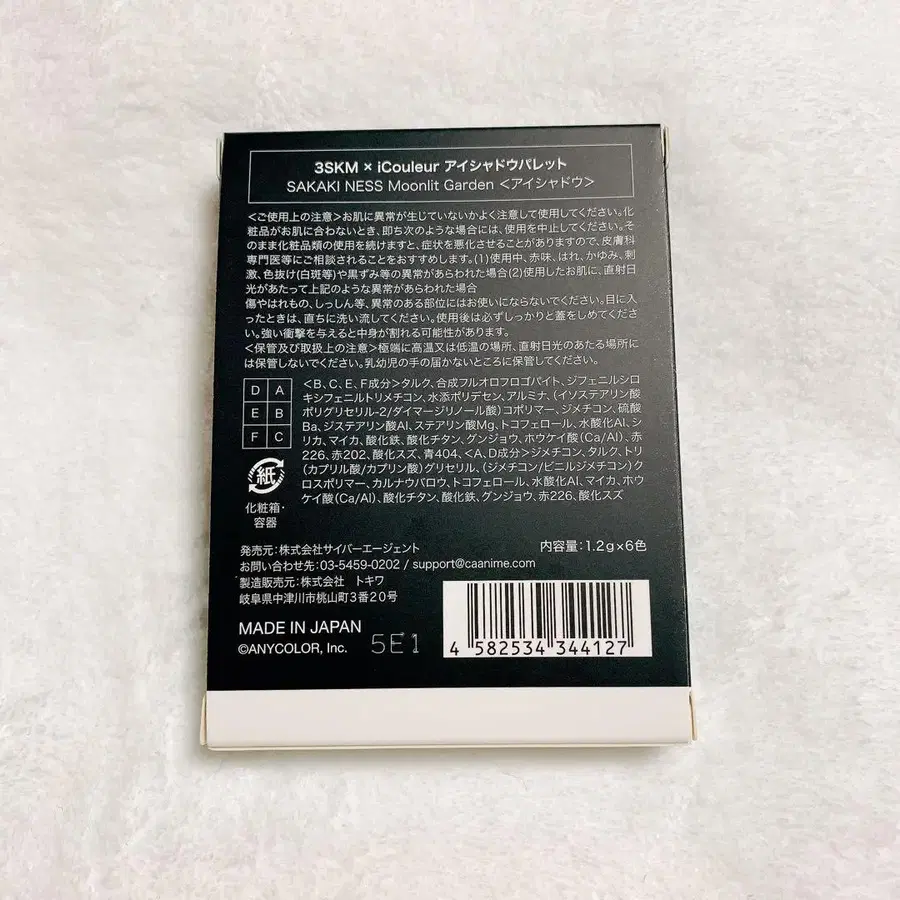 3SKM × iCouleur アイシャドウパレット
SAKAKI NESS Moonlit Garden <アイシャドウ>
<ご使用上の注意>お肌に異常が生じていないかよく注意して使用してください。化
粧品がお肌に合わないとき、即ち次のような場合には、使用を中止してください。そ
のまま化粧品類の使用を続けますと、症状を悪化させることがありますので、皮膚科
専門医等にご相談されることをおすすめします。(1)使用中、赤味、はれ、かゆみ、刺
激、色抜け(白斑等)や黒ずみ等の異常があらわれた場合(2)使用したお肌に、直射日
光があたって上記のような異常があらわれた場合
傷やはれもの、しっしん等、異常のある部位にはお使いにならないでください。目に入
ったときは、直ちに洗い流してください。使用後は必ずしっかりと蓋をしめてくださ
い。強い衝撃を与えると中身が割れる可能性があります。
<保管及び取扱上の注意>極端に高温又は低温の場所、直射日光のあたる場所に
は保管しないでください。乳幼児の手の届かないところに保管してください。
D A
E B
F C
<B、C、E、F成分>タルク、合成フルオロフロゴパイト、ジフェニルシロ
キシフェニルトリメチコン、水添ポリデセン、アルミナ、(イソステアリン酸
ポリグリセリル-2/ダイマージリノール酸)コポリマー、ジメチコン、硫酸
Ba、ジステアリン酸Al、ステアリン酸Mg、トコフェロール、水酸化Al、シ
リカ、マイカ、酸化鉄、酸化チタン、グンジョウ、ホウケイ酸(Ca/Al)、赤
226、赤202、酸化スズ、青404、<A、D成分>ジメチコン、タルク、トリ
(カプリル酸/カプリン酸)グリセリル、(ジメチコン/ビニルジメチコン)ク
ロスポリマー、カルナウバロウ、トコフェロール、水酸化Al、マイカ、ホウ
ケイ酸(Ca/Al)、酸化チタン、酸化鉄、グンジョウ、赤226、酸化スズ
紙
化粧箱・
容器
発売元:株式会社サイバーエージェント
内容量:1.2g×6色
お問い合わせ先:03-5459-0202 / support@caanime.com
製造販売元:株式会社 トキワ
岐阜県中津川市桃山町3番20号
MADE IN JAPAN
©ANYCOLOR, Inc.
5E1
4 582534 344127